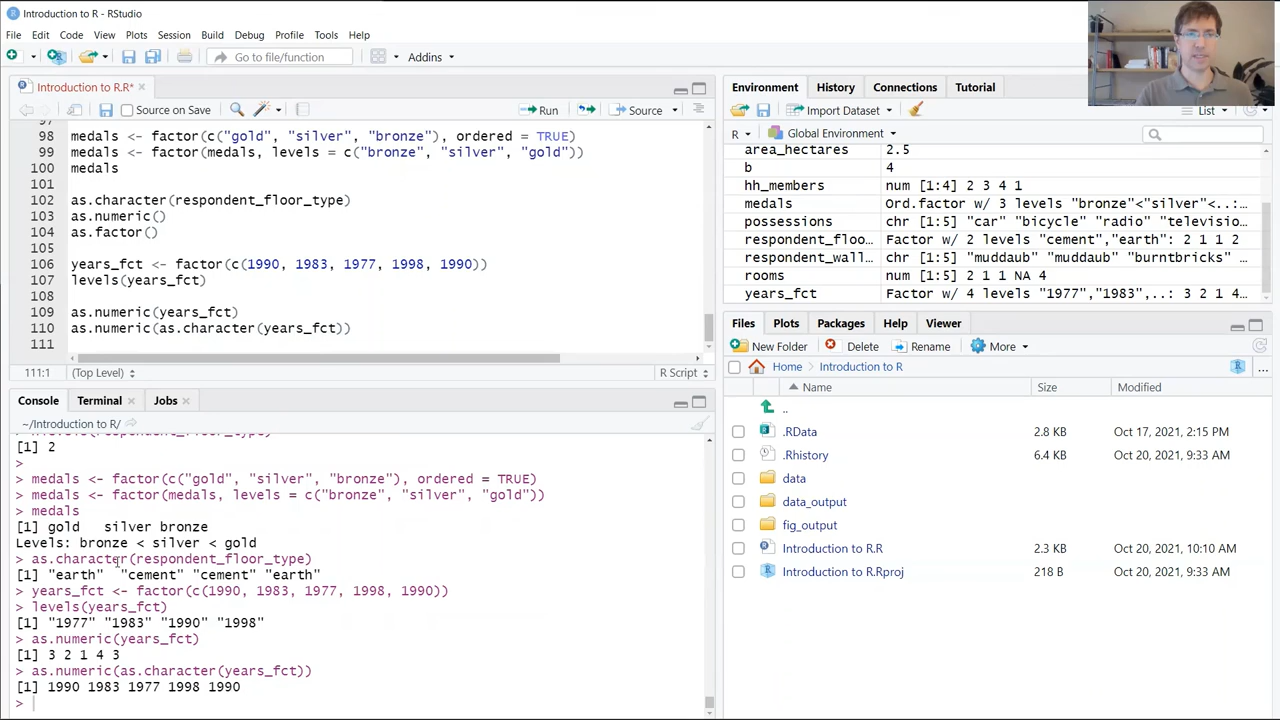 Introduction to R - RStudio
File Edit Code View Plots Session Build Debug Profile Tools Help
Go to file/function Addins
Introduction to R.R*
Source on Save Run Source
97
98 medals <- factor(c("gold", "silver", "bronze"), ordered = TRUE)
99 medals <- factor(medals, levels = c("bronze", "silver", "gold"))
100 medals
101
102 as.character(respondent_floor_type)
103 as.numeric()
104 as.factor()
105
106 years_fct <- factor(c(1990, 1983, 1977, 1998, 1990))
107 levels(years_fct)
108
109 as.numeric(years_fct)
110 as.numeric(as.character(years_fct))
111
111:1 (Top Level) R Script
Console Terminal Jobs
~/Introduction to R/
[1] 2
>
> medals <- factor(c("gold", "silver", "bronze"), ordered = TRUE)
> medals <- factor(medals, levels = c("bronze", "silver", "gold"))
> medals
[1] gold silver bronze
Levels: bronze < silver < gold
> as.character(respondent_floor_type)
[1] "earth" "cement" "cement" "earth"
> years_fct <- factor(c(1990, 1983, 1977, 1998, 1990))
> levels(years_fct)
[1] "1977" "1983" "1990" "1998"
> as.numeric(years_fct)
[1] 3 2 1 4 3
> as.numeric(as.character(years_fct))
[1] 1990 1983 1977 1998 1990
>
Environment History Connections Tutorial
Import Dataset List
R Global Environment
area_hectares 2.5
b 4
hh_members num [1:4] 2 3 4 1
medals Ord.factor w/ 3 levels "bronze"<"silver"<..:…
possessions chr [1:5] "car" "bicycle" "radio" "televisio…
respondent_floo… Factor w/ 2 levels "cement","earth": 2 1 1 2
respondent_wall… chr [1:5] "muddaub" "muddaub" "burntbricks" …
rooms num [1:5] 2 1 1 NA 4
years_fct Factor w/ 4 levels "1977","1983",..: 3 2 1 4…
Files Plots Packages Help Viewer
New Folder Delete Rename More
Home Introduction to R ...
Name Size Modified
..
.RData 2.8 KB Oct 17, 2021, 2:15 PM
.Rhistory 6.4 KB Oct 20, 2021, 9:33 AM
data
data_output
fig_output
Introduction to R.R 2.3 KB Oct 20, 2021, 10:10 AM
Introduction to R.Rproj 218 B Oct 20, 2021, 9:33 AM